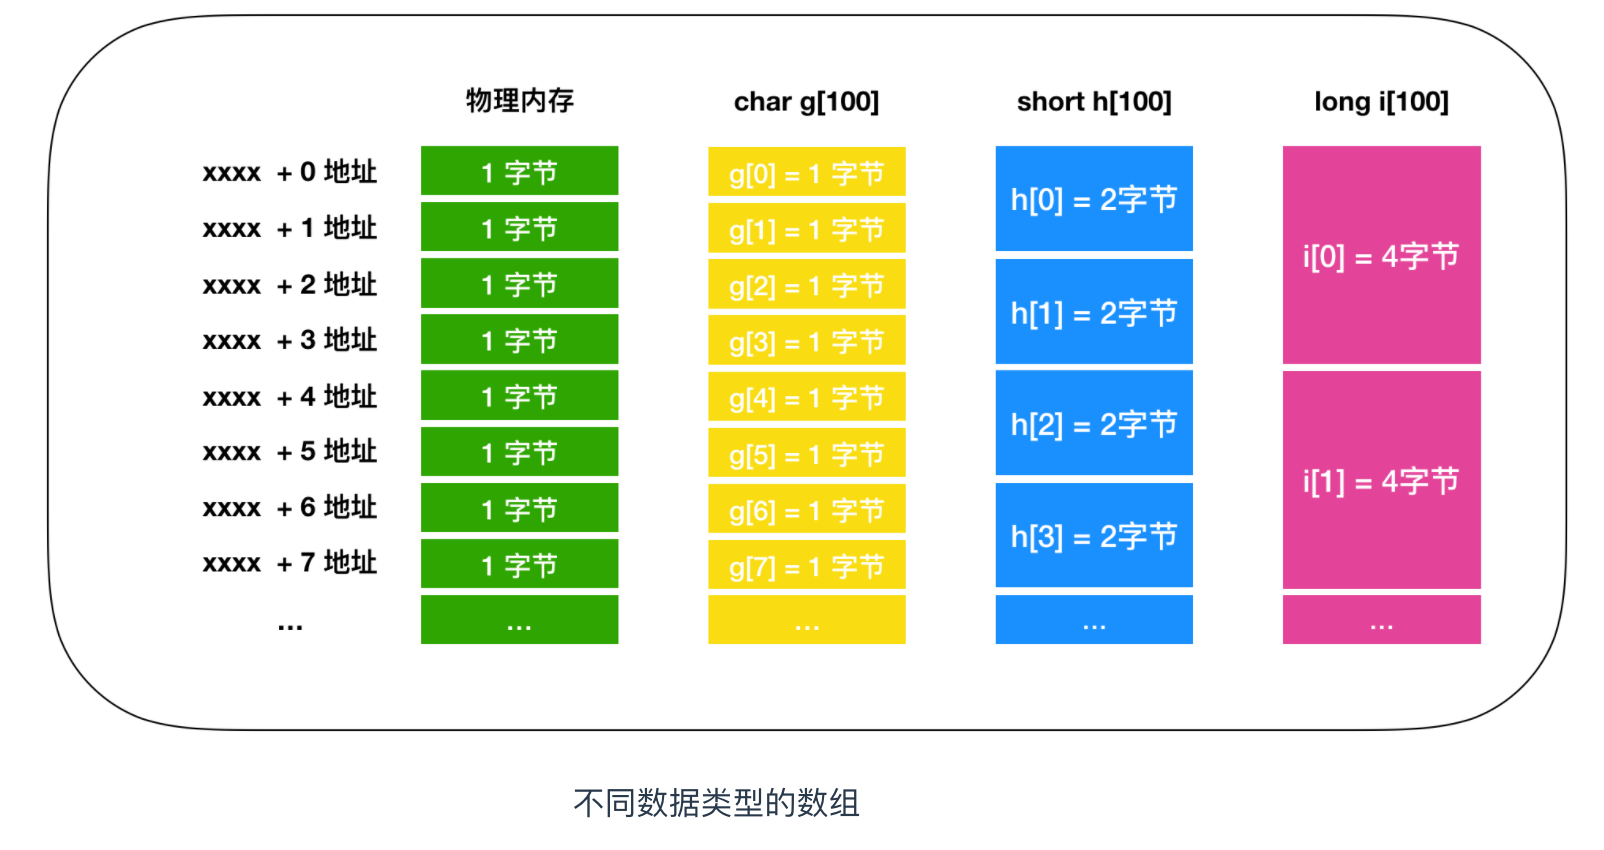 物理内存 char g[100] short h[100] long i[100]
xxxx + 0 地址 1 字节 g[0] = 1 字节 h[0] = 2字节 i[0] = 4字节
xxxx + 1 地址 1 字节 g[1] = 1 字节
xxxx + 2 地址 1 字节 g[2] = 1 字节 h[1] = 2字节
xxxx + 3 地址 1 字节 g[3] = 1 字节
xxxx + 4 地址 1 字节 g[4] = 1 字节 h[2] = 2字节 i[1] = 4字节
xxxx + 5 地址 1 字节 g[5] = 1 字节
xxxx + 6 地址 1 字节 g[6] = 1 字节 h[3] = 2字节
xxxx + 7 地址 1 字节 g[7] = 1 字节
... ... ... ... ...
不同数据类型的数组